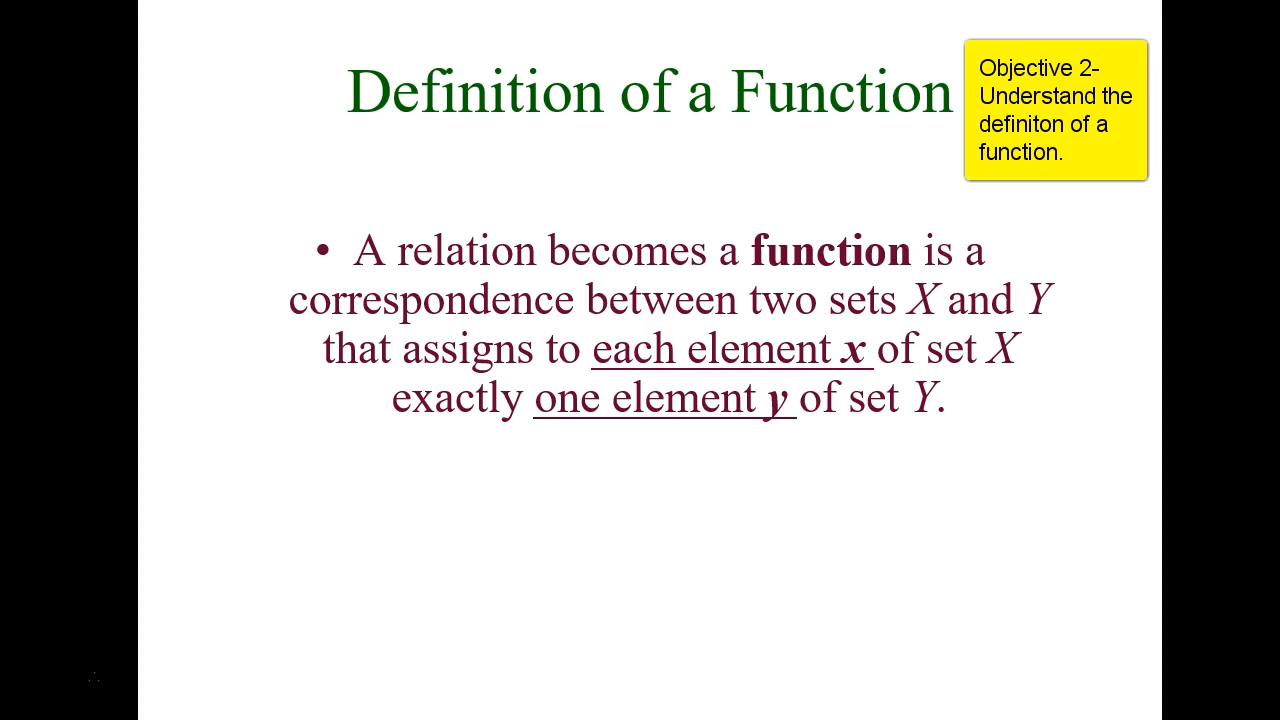 Definition of a Function
Objective 2-
Understand the
definiton of a
function.
• A relation becomes a function is a
correspondence between two sets X and Y
that assigns to each element x of set X
exactly one element y of set Y.